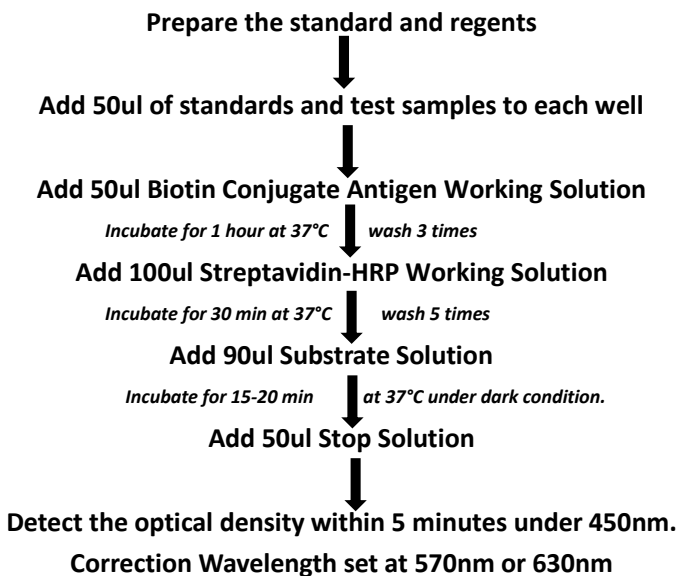 Prepare the standard and regents
Add 50ul of standards and test samples to each well
Add 50ul Biotin Conjugate Antigen Working Solution
Incubate for 1 hour at 37°C wash 3 times
Add 100ul Streptavidin-HRP Working Solution
Incubate for 30 min at 37°C wash 5 times
Add 90ul Substrate Solution
Incubate for 15-20 min at 37°C under dark condition.
Add 50ul Stop Solution
Detect the optical density within 5 minutes under 450nm.
Correction Wavelength set at 570nm or 630nm